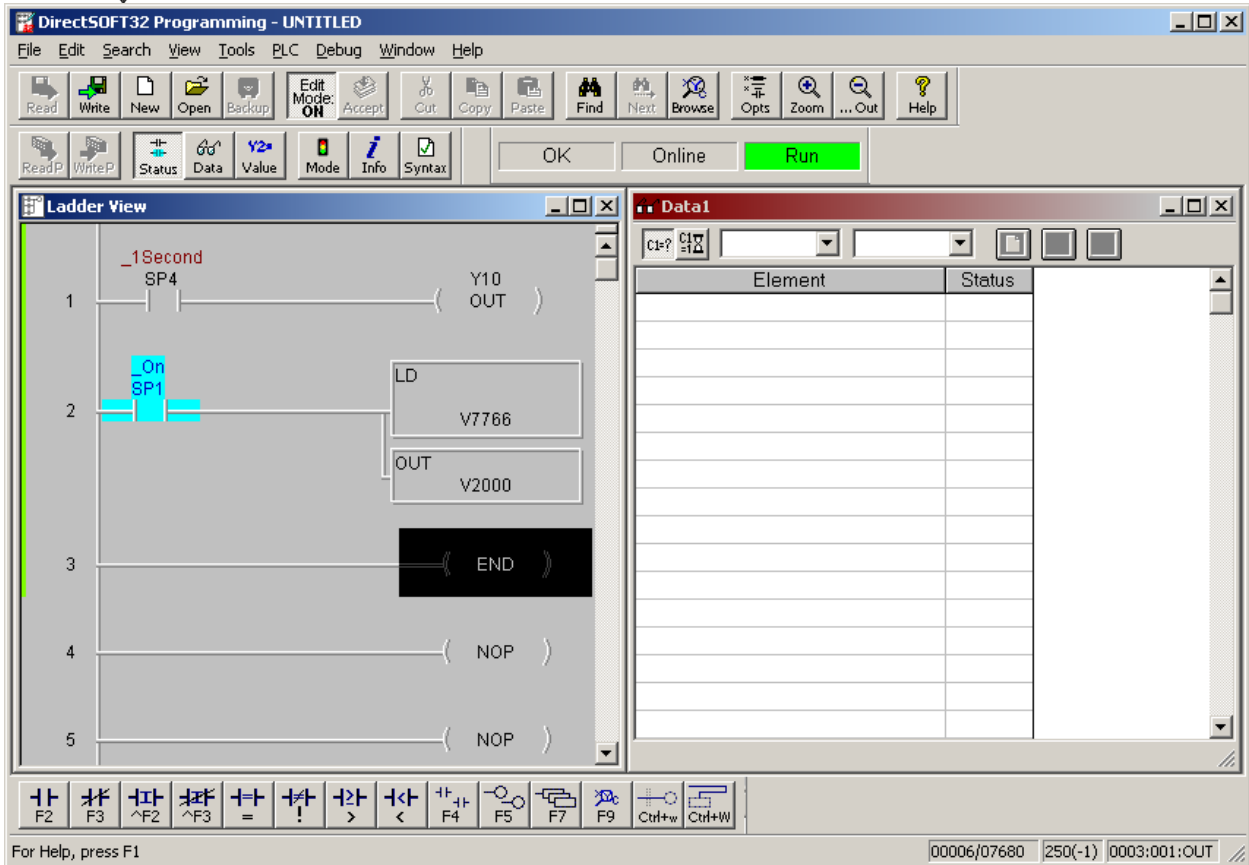 DirectSOFT32 Programming - UNTITLED
File Edit Search View Tools PLC Debug Window Help
Read Write New Open Backup Edit Mode: ON Accept Cut Copy Paste Find Next Browse Opts Zoom ... Out Help
ReadP WriteP Status Data Y2= Value Mode i Info Syntax OK Online Run
Ladder View
_1Second
SP4
Y10
1
OUT
_On
SP1
2
LD
V7766
OUT
V2000
3
END
4
NOP
5
NOP
Data1
C1=? C1 =1
Element Status
F2 F3 ^F2 ^F3 = ! > < F4 F5 F7 F9 Ctrl+w Ctrl+W
For Help, press F1
00006/07680 250(-1) 0003:001:OUT